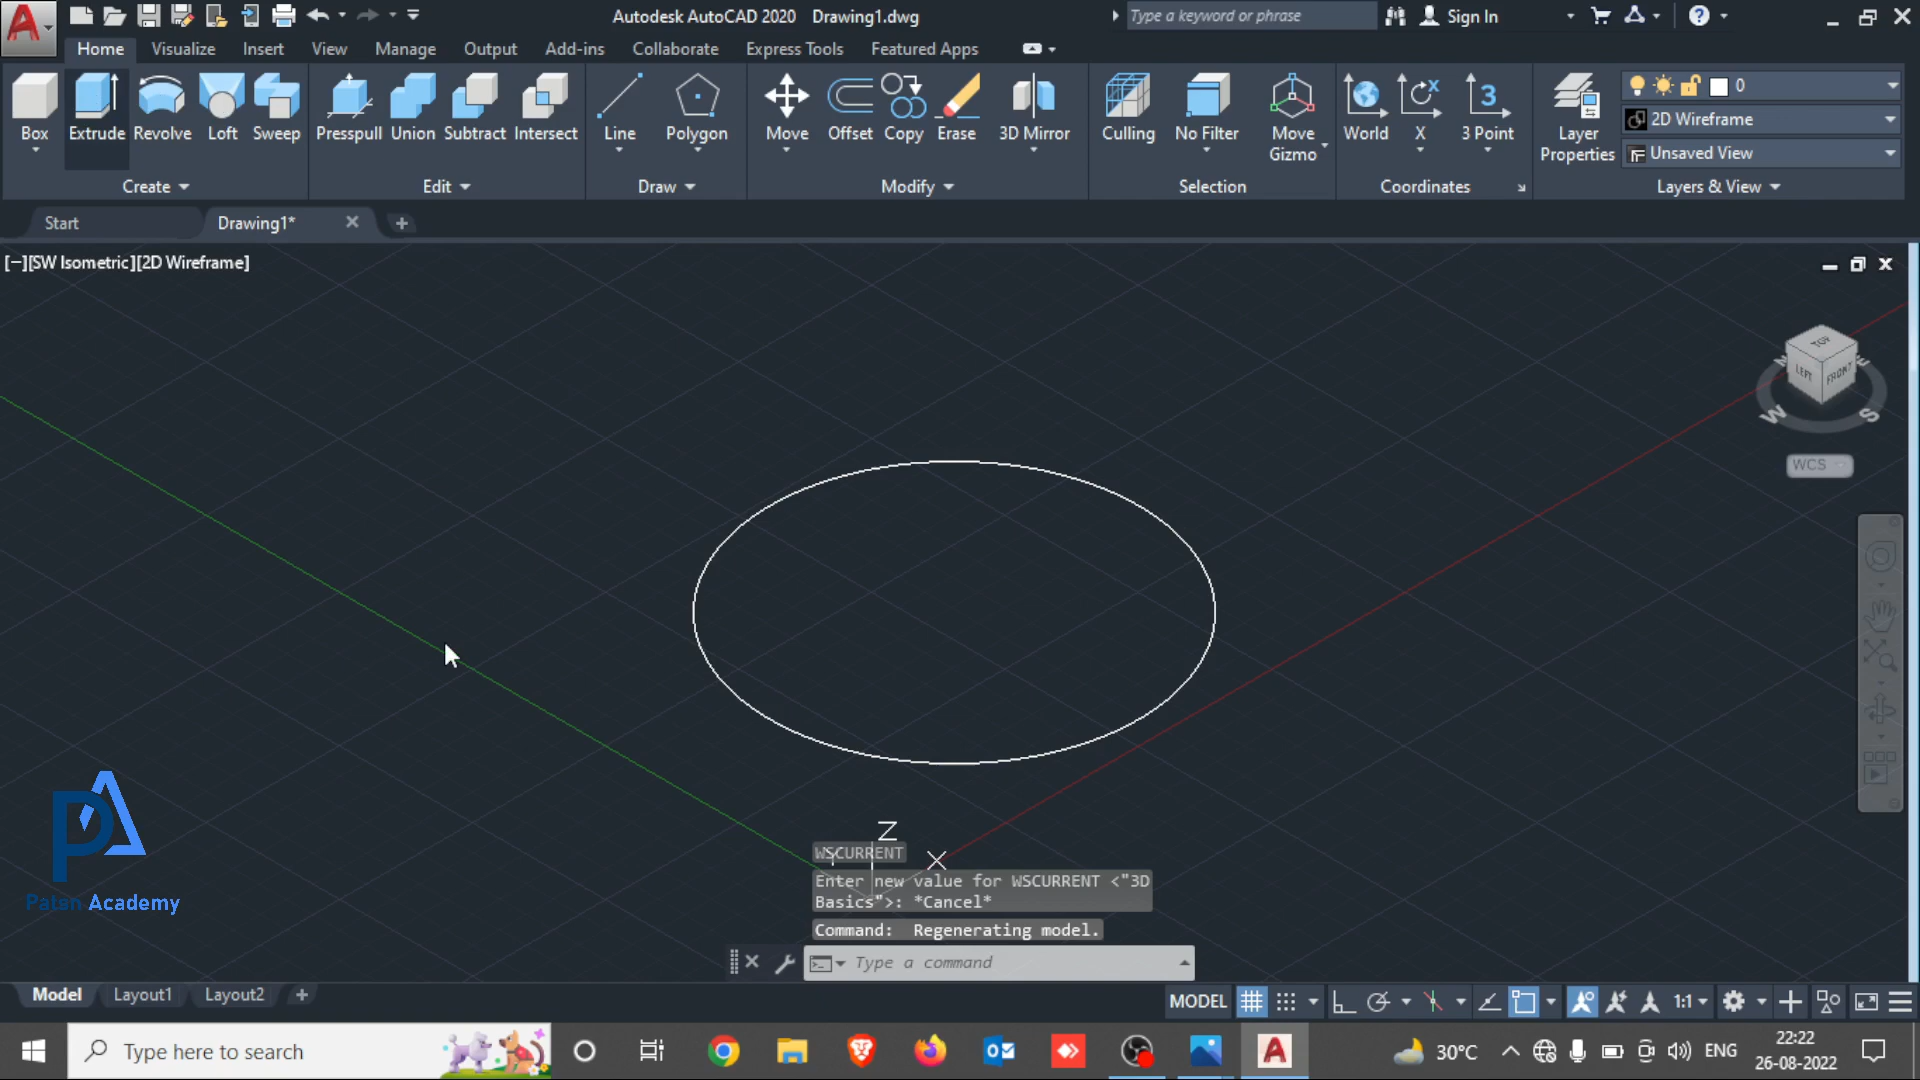 Autodesk AutoCAD 2020 Drawing1.dwg
Type a keyword or phrase
Sign In
Home Visualize Insert View Manage Output Add-ins Collaborate Express Tools Featured Apps
Box Extrude Revolve Loft Sweep Presspull Union Subtract Intersect Line Polygon Move Offset Copy Erase 3D Mirror Culling No Filter Move Gizmo World X 3 Point Layer Properties
0
2D Wireframe
Unsaved View
Create Edit Draw Modify Selection Coordinates Layers & View
Start Drawing1*
[−][SW Isometric][2D Wireframe]
TOP
LEFT FRONT
N E
W S
WCS
Z
X
WSCURRENT
Enter new value for WSCURRENT <"3D
Basics">: *Cancel*
Command: Regenerating model.
Type a command
PA
Patan Academy
Model Layout1 Layout2
MODEL 1:1
Type here to search
30°C
ENG
22:22
26-08-2022